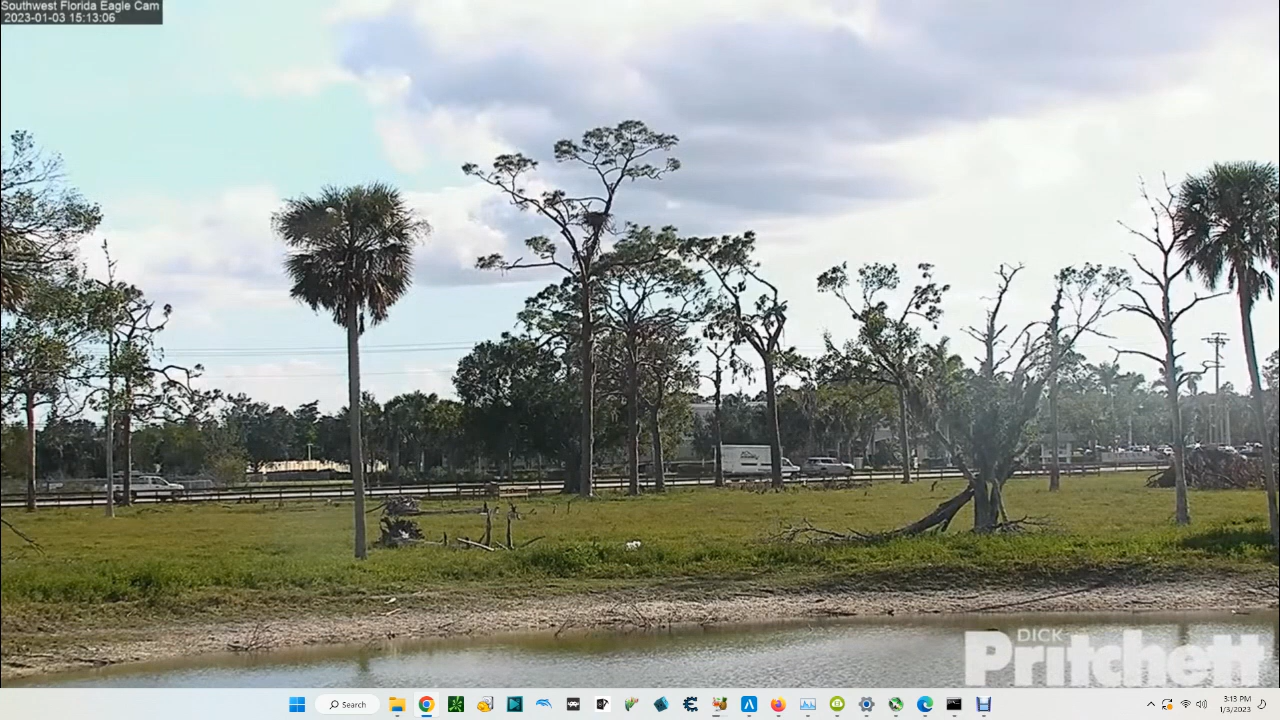 Southwest Florida Eagle Cam
2023-01-03 15:13:06
DICK
Pritchett
Search
3:13 PM
1/3/2023